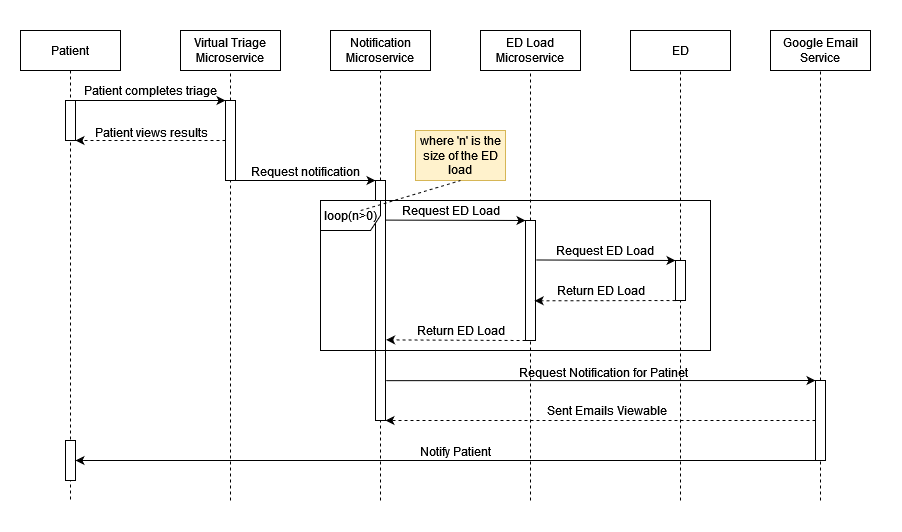 Patient
Virtual Triage
Microservice
Notification
Microservice
ED Load
Microservice
ED
Google Email
Service
Patient completes triage
Patient views results
where 'n' is the
size of the ED
load
Request notification
loop(n>0)
Request ED Load
Request ED Load
Return ED Load
Return ED Load
Request Notification for Patinet
Sent Emails Viewable
Notify Patient